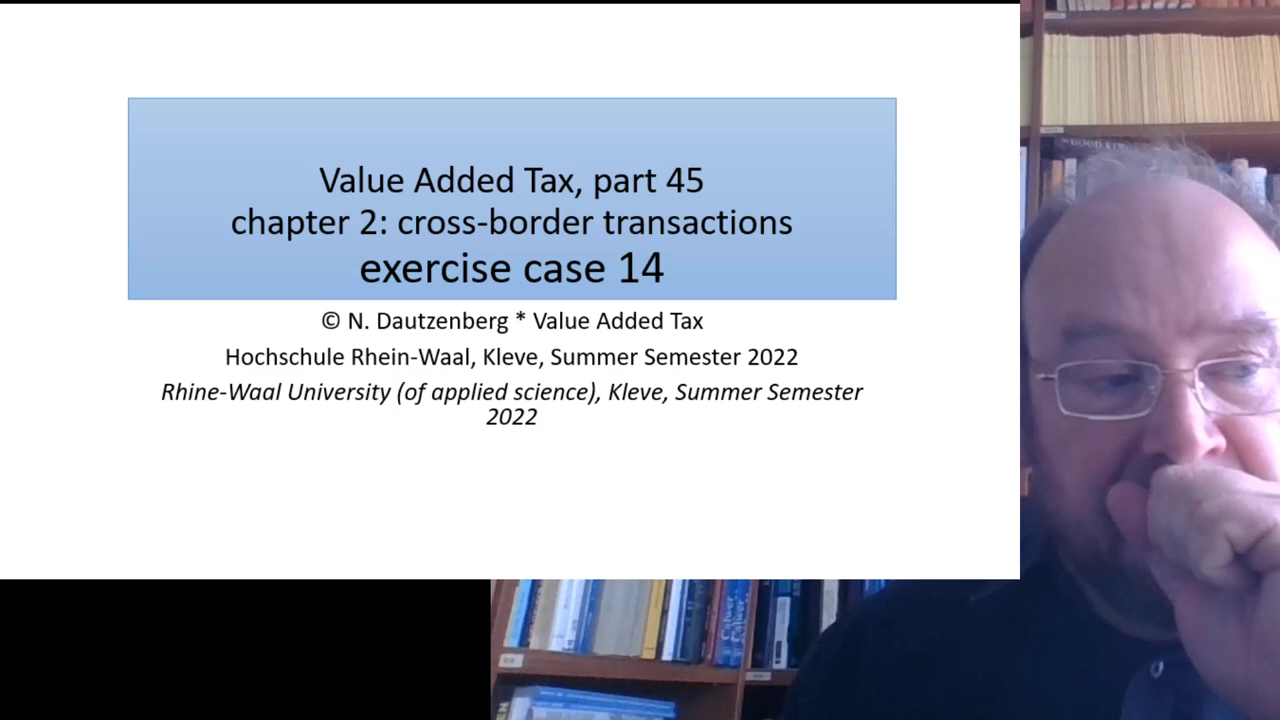 Value Added Tax, part 45
chapter 2: cross-border transactions
exercise case 14
© N. Dautzenberg * Value Added Tax
Hochschule Rhein-Waal, Kleve, Summer Semester 2022
Rhine-Waal University (of applied science), Kleve, Summer Semester
2022